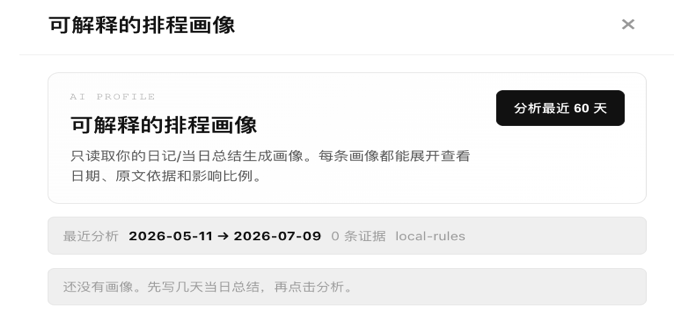 可解释的排程画像
×
AI PROFILE
可解释的排程画像
分析最近 60 天
只读取你的日记/当日总结生成画像。每条画像都能展开查看
日期、原文依据和影响比例。
最近分析 2026-05-11 → 2026-07-09 0 条证据 local-rules
还没有画像。先写几天当日总结，再点击分析。